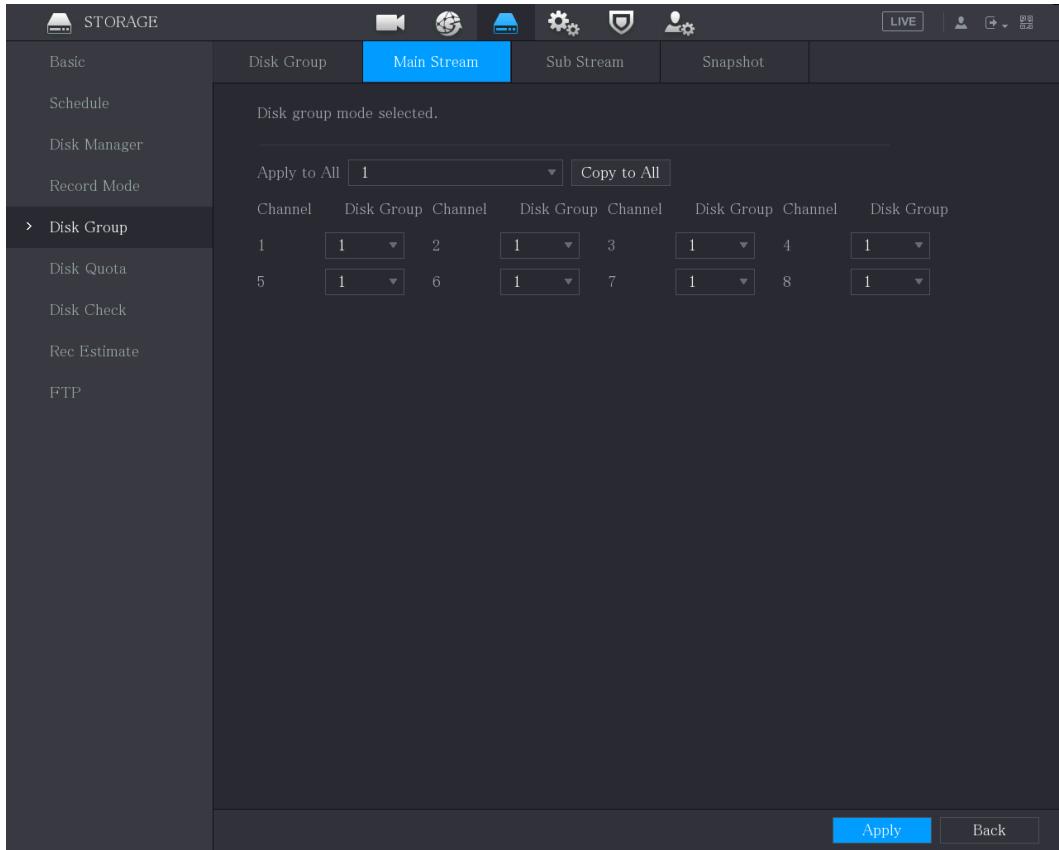 STORAGE LIVE
Basic
Schedule
Disk Manager
Record Mode
Disk Group
Disk Quota
Disk Check
Rec Estimate
FTP
Disk Group Main Stream Sub Stream Snapshot
Disk group mode selected.
Apply to All 1 Copy to All
Channel Disk Group Channel Disk Group Channel Disk Group Channel Disk Group
1 1 2 1 3 1 4 1
5 1 6 1 7 1 8 1
Apply Back